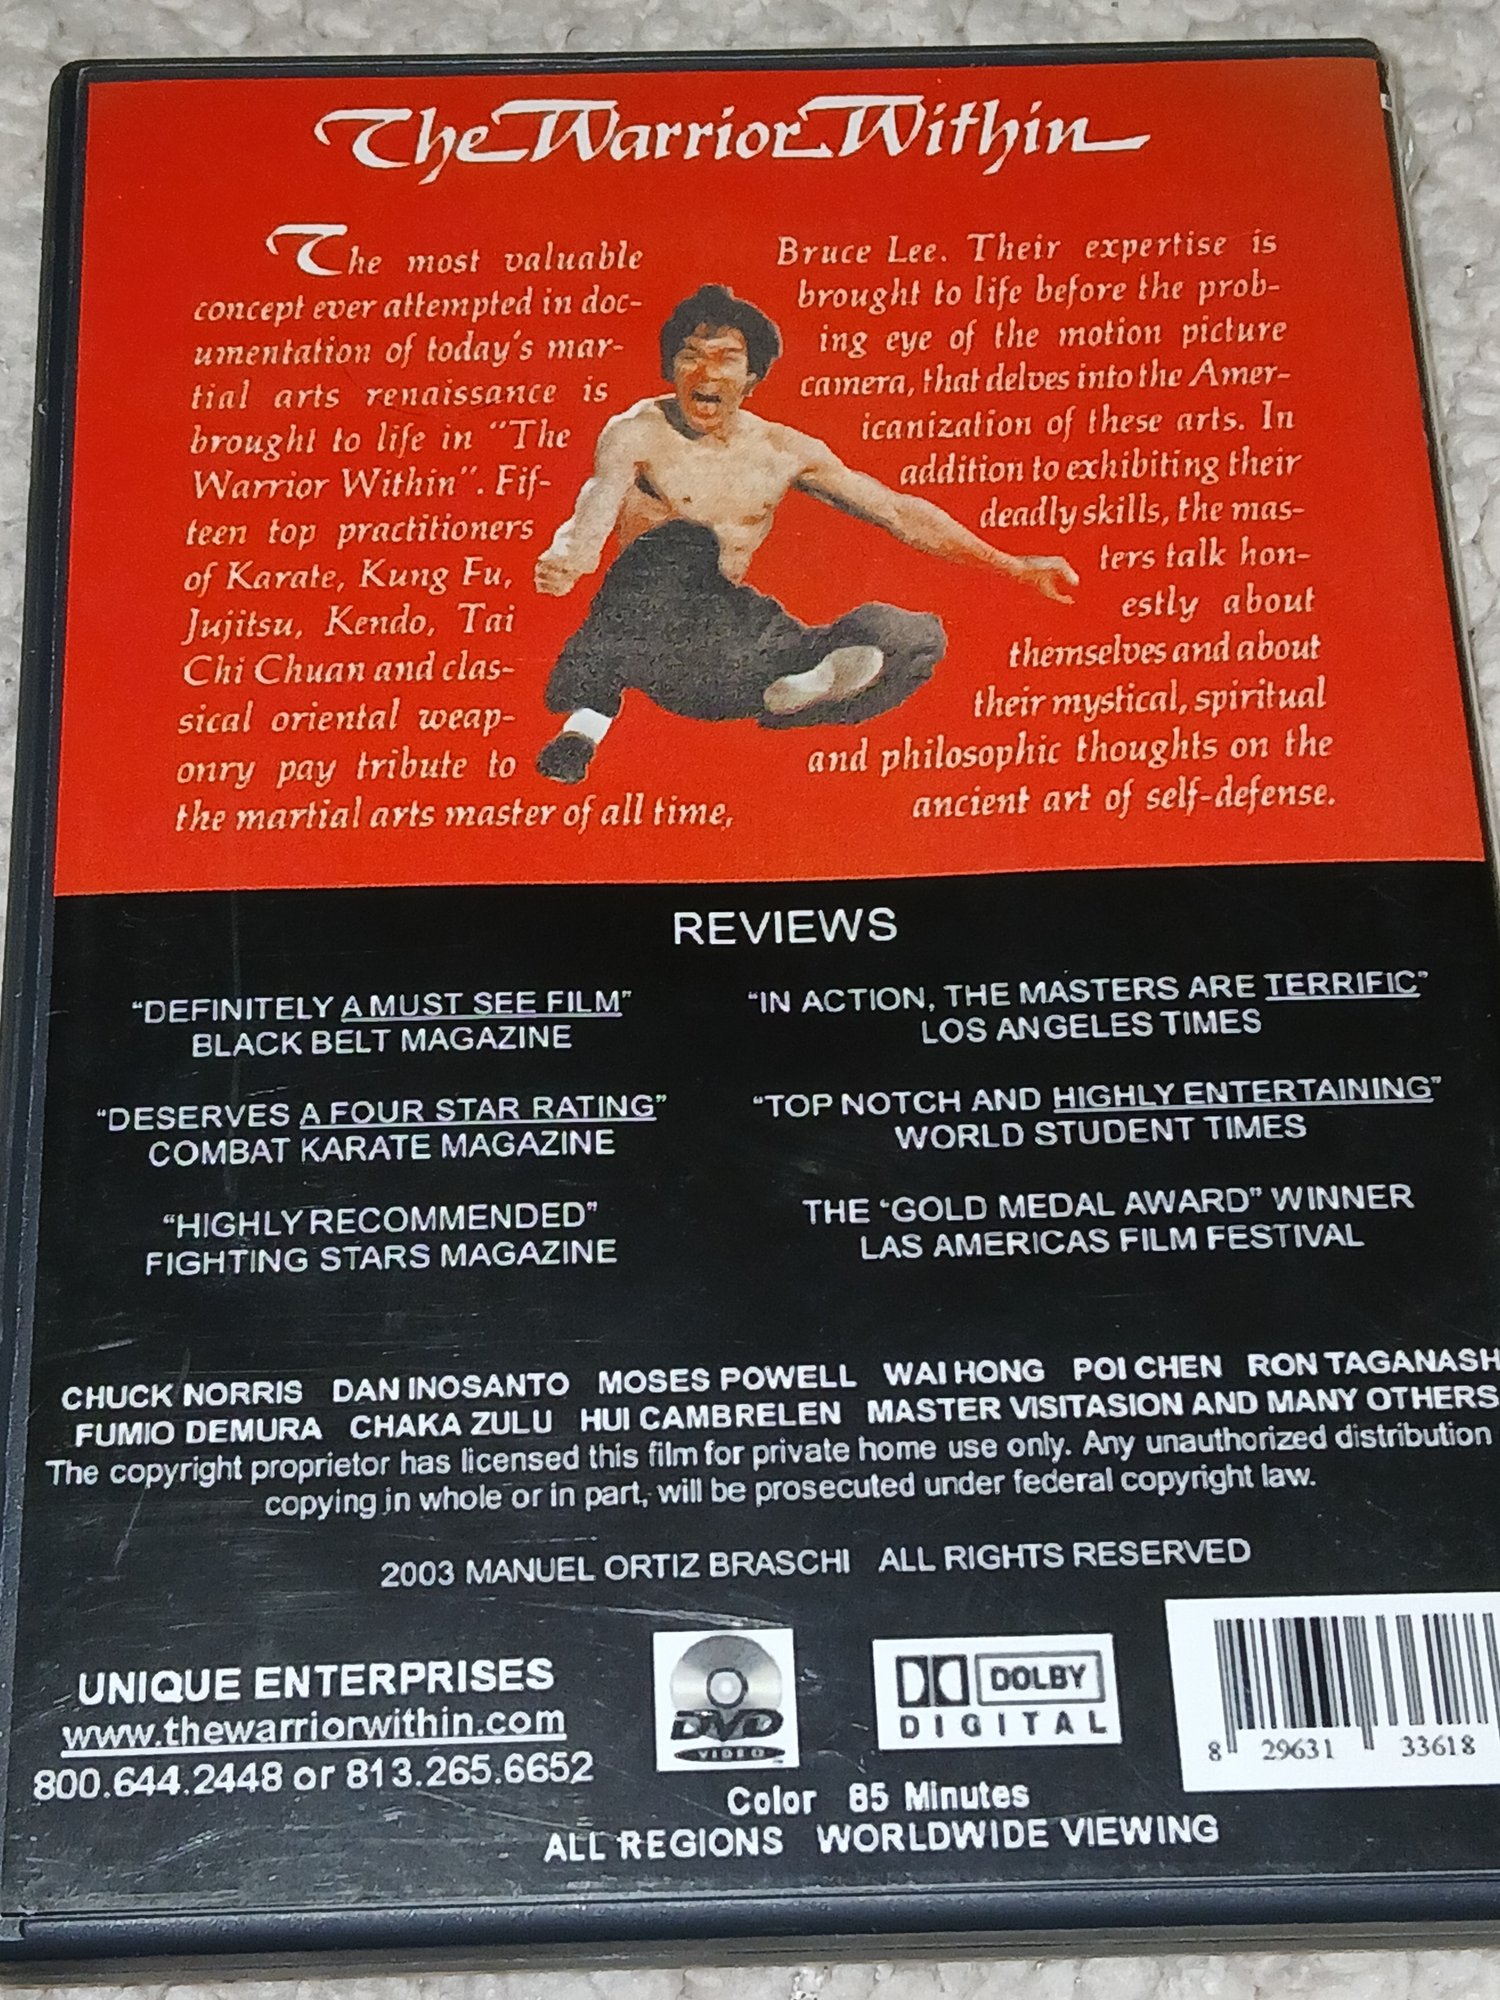 The Warrior Within
The most valuable
concept ever attempted in doc-
umentation of today's mar-
tial arts renaissance is
brought to life in "The
Warrior Within". Fif-
teen top practitioners
of Karate, Kung Fu,
Jujitsu, Kendo, Tai
Chi Chuan and clas-
sical oriental weap-
onry pay tribute to
the martial arts master of all time,
Bruce Lee. Their expertise is
brought to life before the prob-
ing eye of the motion picture
camera, that delves into the Amer-
icanization of these arts. In
addition to exhibiting their
deadly skills, the mas-
ters talk hon-
estly about
themselves and about
their mystical, spiritual
and philosophic thoughts on the
ancient art of self-defense.
REVIEWS
"DEFINITELY A MUST SEE FILM"
BLACK BELT MAGAZINE
"DESERVES A FOUR STAR RATING"
COMBAT KARATE MAGAZINE
"HIGHLY RECOMMENDED"
FIGHTING STARS MAGAZINE
"IN ACTION, THE MASTERS ARE TERRIFIC"
LOS ANGELES TIMES
"TOP NOTCH AND HIGHLY ENTERTAINING"
WORLD STUDENT TIMES
THE "GOLD MEDAL AWARD" WINNER
LAS AMERICAS FILM FESTIVAL
CHUCK NORRIS DAN INOSANTO MOSES POWELL WAI HONG POI CHEN RON TAGANASH
FUMIO DEMURA CHAKA ZULU HUI CAMBRELEN MASTER VISITASION AND MANY OTHERS
The copyright proprietor has licensed this film for private home use only. Any unauthorized distribution
copying in whole or in part, will be prosecuted under federal copyright law.
2003 MANUEL ORTIZ BRASCHI ALL RIGHTS RESERVED
UNIQUE ENTERPRISES
www.thewarriorwithin.com
800.644.2448 or 813.265.6652
DVD
VIDEO
DOLBY
DIGITAL
8 29631 33618
Color 85 Minutes
ALL REGIONS WORLDWIDE VIEWING